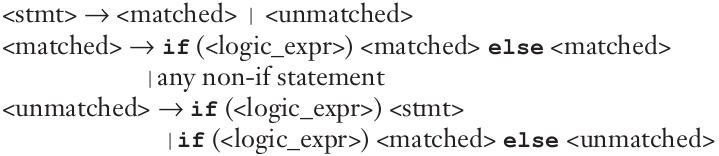 <stmt> → <matched> | <unmatched>
<matched> → if (<logic_expr>) <matched> else <matched>
|any non-if statement
<unmatched> → if (<logic_expr>) <stmt>
|if (<logic_expr>) <matched> else <unmatched>